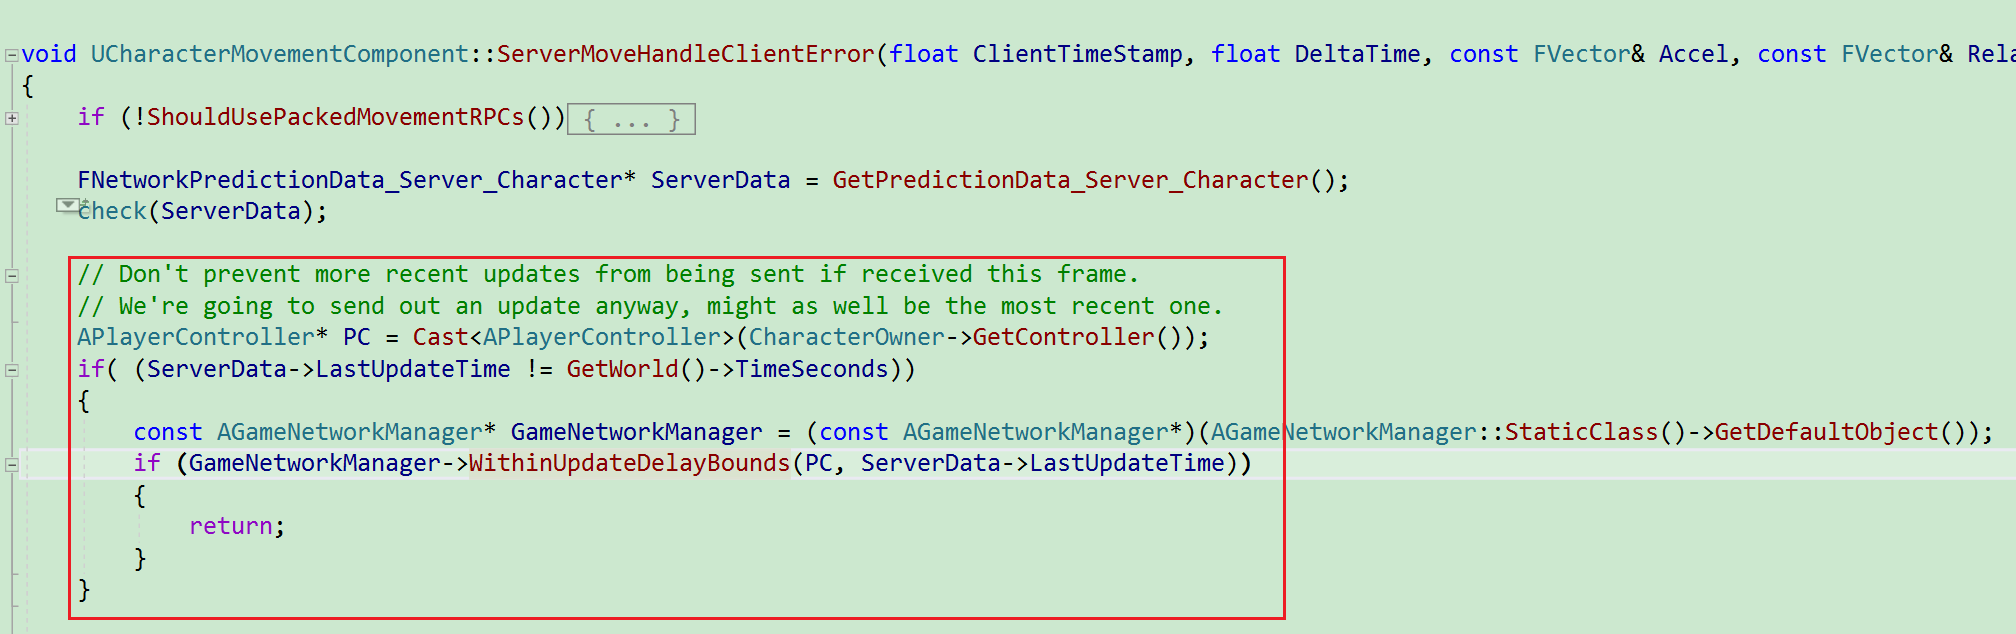 void UCharacterMovementComponent::ServerMoveHandleClientError(float ClientTimeStamp, float DeltaTime, const FVector& Accel, const FVector& Rela
{
if (!ShouldUsePackedMovementRPCs()){ ... }
FNetworkPredictionData_Server_Character* ServerData = GetPredictionData_Server_Character();
check(ServerData);
// Don't prevent more recent updates from being sent if received this frame.
// We're going to send out an update anyway, might as well be the most recent one.
APlayerController* PC = Cast<APlayerController>(CharacterOwner->GetController());
if( (ServerData->LastUpdateTime != GetWorld()->TimeSeconds))
{
const AGameNetworkManager* GameNetworkManager = (const AGameNetworkManager*)(AGameNetworkManager::StaticClass()->GetDefaultObject());
if (GameNetworkManager->WithinUpdateDelayBounds(PC, ServerData->LastUpdateTime))
{
return;
}
}